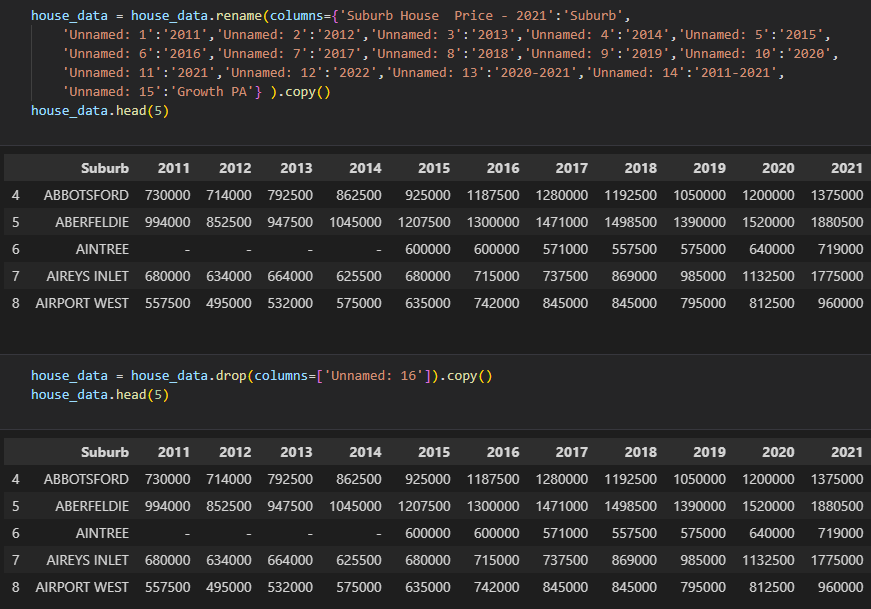 house_data = house_data.rename(columns={'Suburb House  Price - 2021':'Suburb',
'Unnamed: 1':'2011','Unnamed: 2':'2012','Unnamed: 3':'2013','Unnamed: 4':'2014','Unnamed: 5':'2015',
'Unnamed: 6':'2016','Unnamed: 7':'2017','Unnamed: 8':'2018','Unnamed: 9':'2019','Unnamed: 10':'2020',
'Unnamed: 11':'2021','Unnamed: 12':'2022','Unnamed: 13':'2020-2021','Unnamed: 14':'2011-2021',
'Unnamed: 15':'Growth PA'} ).copy()
house_data.head(5)
Suburb 2011 2012 2013 2014 2015 2016 2017 2018 2019 2020 2021
4 ABBOTSFORD 730000 714000 792500 862500 925000 1187500 1280000 1192500 1050000 1200000 1375000
5 ABERFELDIE 994000 852500 947500 1045000 1207500 1300000 1471000 1498500 1390000 1520000 1880500
6 AINTREE - - - - 600000 600000 571000 557500 575000 640000 719000
7 AIREYS INLET 680000 634000 664000 625500 680000 715000 737500 869000 985000 1132500 1775000
8 AIRPORT WEST 557500 495000 532000 575000 635000 742000 845000 845000 795000 812500 960000
house_data = house_data.drop(columns=['Unnamed: 16']).copy()
house_data.head(5)
Suburb 2011 2012 2013 2014 2015 2016 2017 2018 2019 2020 2021
4 ABBOTSFORD 730000 714000 792500 862500 925000 1187500 1280000 1192500 1050000 1200000 1375000
5 ABERFELDIE 994000 852500 947500 1045000 1207500 1300000 1471000 1498500 1390000 1520000 1880500
6 AINTREE - - - - 600000 600000 571000 557500 575000 640000 719000
7 AIREYS INLET 680000 634000 664000 625500 680000 715000 737500 869000 985000 1132500 1775000
8 AIRPORT WEST 557500 495000 532000 575000 635000 742000 845000 845000 795000 812500 960000